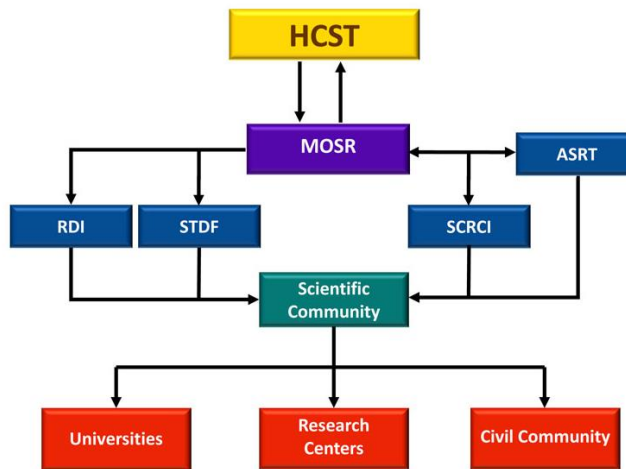 HCST
MOSR
ASRT
RDI
STDF
SCRCI
Scientific
Community
Universities
Research
Centers
Civil Community